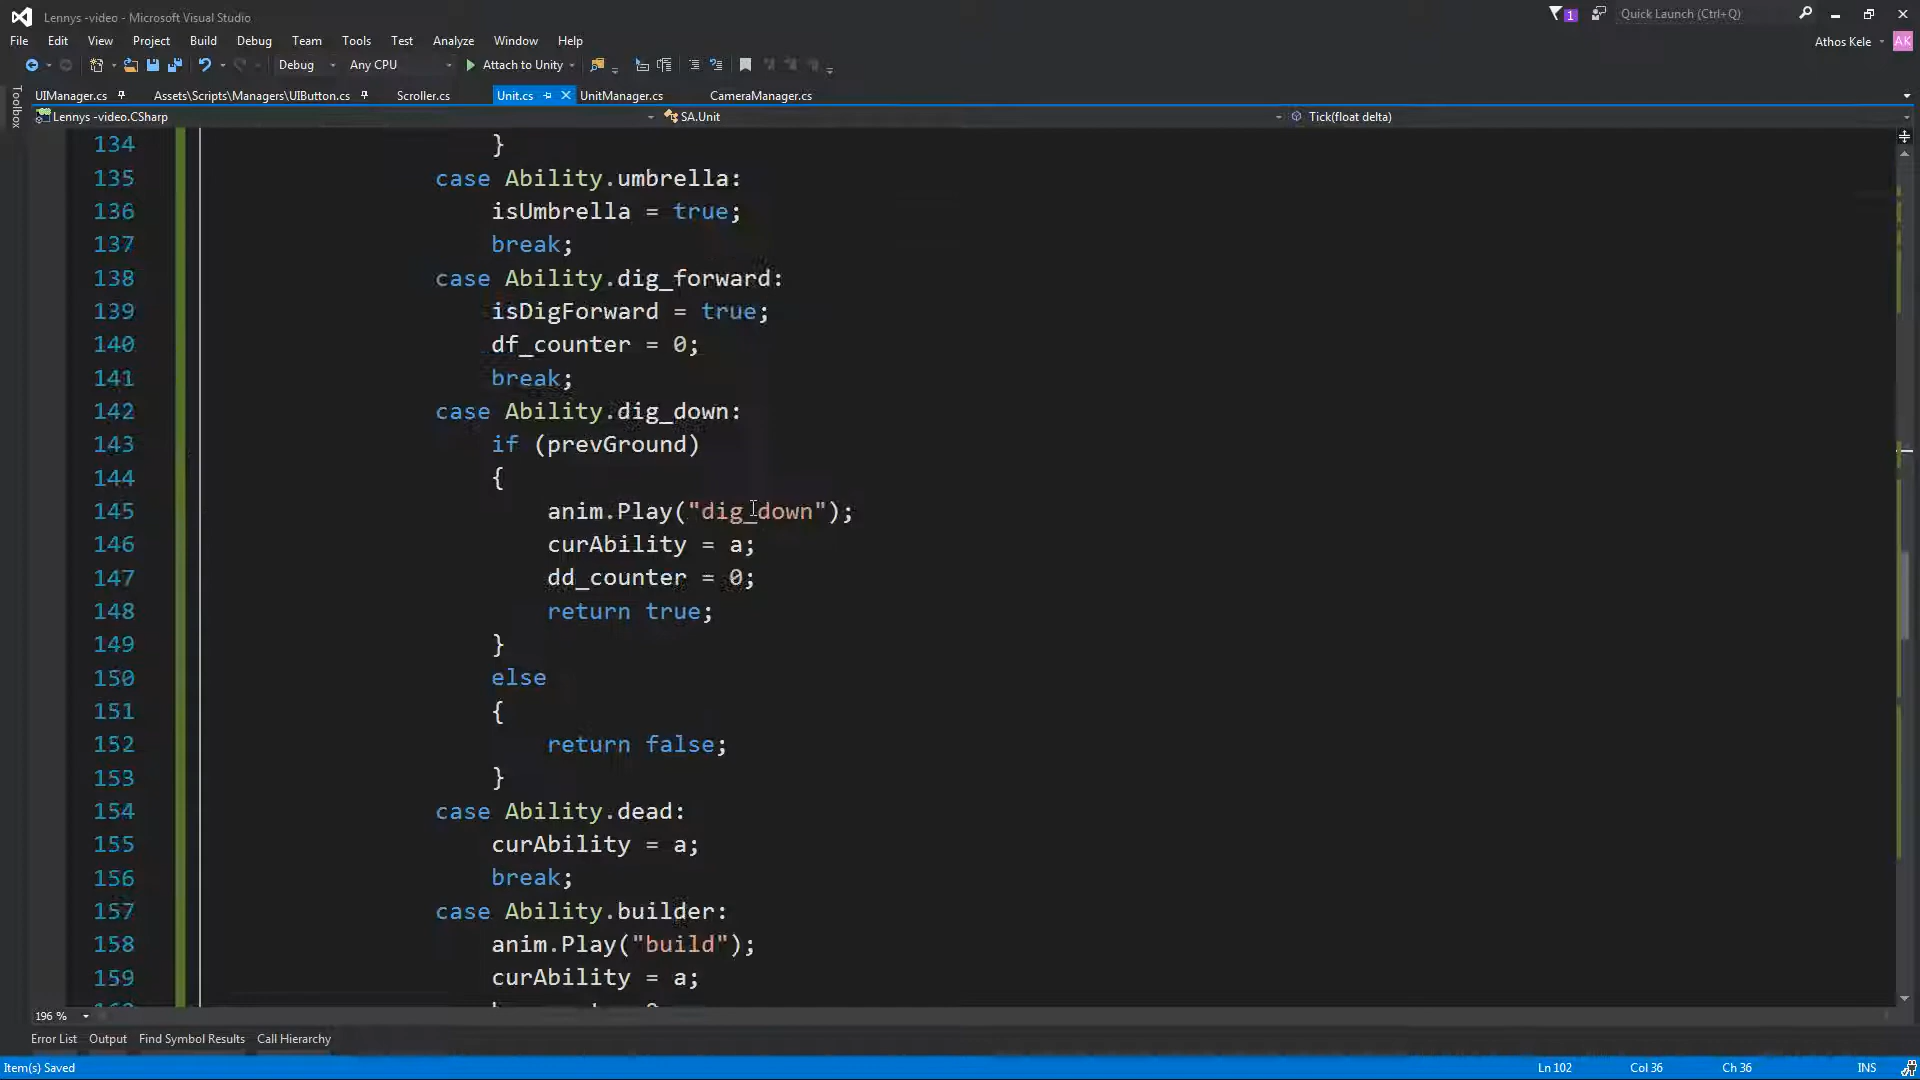 Lennys -video - Microsoft Visual Studio
1
Quick Launch (Ctrl+Q)
File Edit View Project Build Debug Team Tools Test Analyze Window Help
Athos Kele AK
Debug Any CPU Attach to Unity
Toolbox
UIManager.cs Assets\Scripts\Managers\UIButton.cs Scroller.cs Unit.cs UnitManager.cs CameraManager.cs
Lennys -video.CSharp SA.Unit Tick(float delta)
134 }
135 case Ability.umbrella:
136 isUmbrella = true;
137 break;
138 case Ability.dig_forward:
139 isDigForward = true;
140 df_counter = 0;
141 break;
142 case Ability.dig_down:
143 if (prevGround)
144 {
145 anim.Play("dig_down");
146 curAbility = a;
147 dd_counter = 0;
148 return true;
149 }
150 else
151 {
152 return false;
153 }
154 case Ability.dead:
155 curAbility = a;
156 break;
157 case Ability.builder:
158 anim.Play("build");
159 curAbility = a;
196 %
Error List Output Find Symbol Results Call Hierarchy
Item(s) Saved Ln 102 Col 36 Ch 36 INS